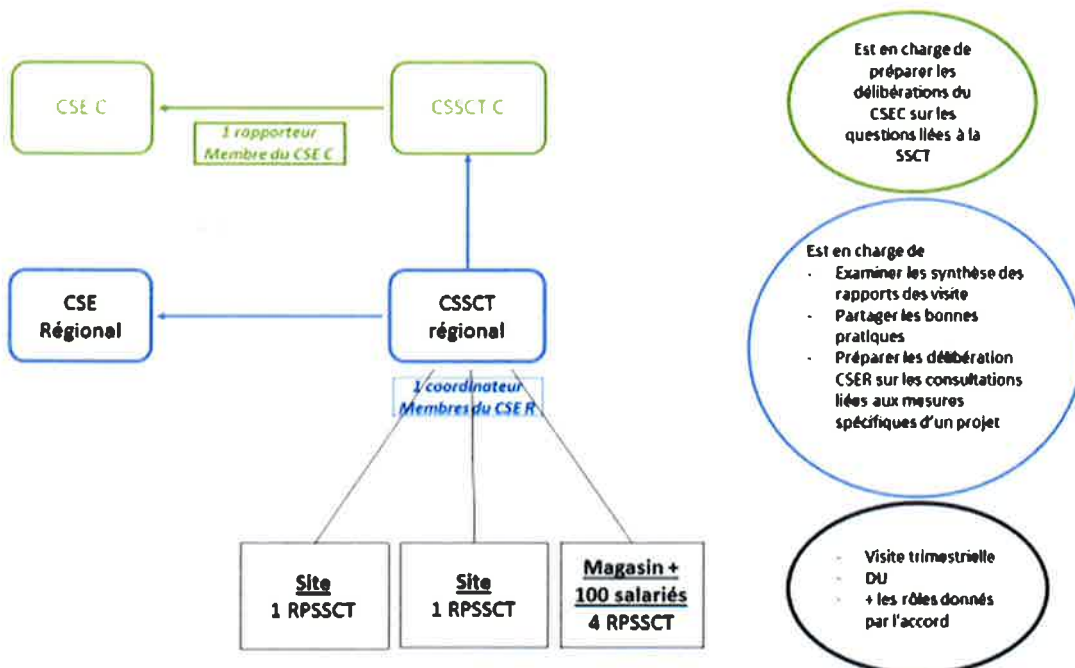 CSE C
CSSCT C
1 rapporteur
Membre du CSE C
Est en charge de
préparer les
délibérations du
CSEC sur les
questions liées à la
SSCT
CSE
Régional
CSSCT
régional
1 coordinateur
Membres du CSE R
Est en charge de
- Examiner les synthèse des
rapports des visite
- Partager les bonnes
pratiques
- Préparer les délibération
CSER sur les consultations
liées aux mesures
spécifiques d'un projet
Site
1 RPSSCT
Site
1 RPSSCT
Magasin +
100 salariés
4 RPSSCT
- Visite trimestrielle
- DU
- + les rôles donnés
par l'accord